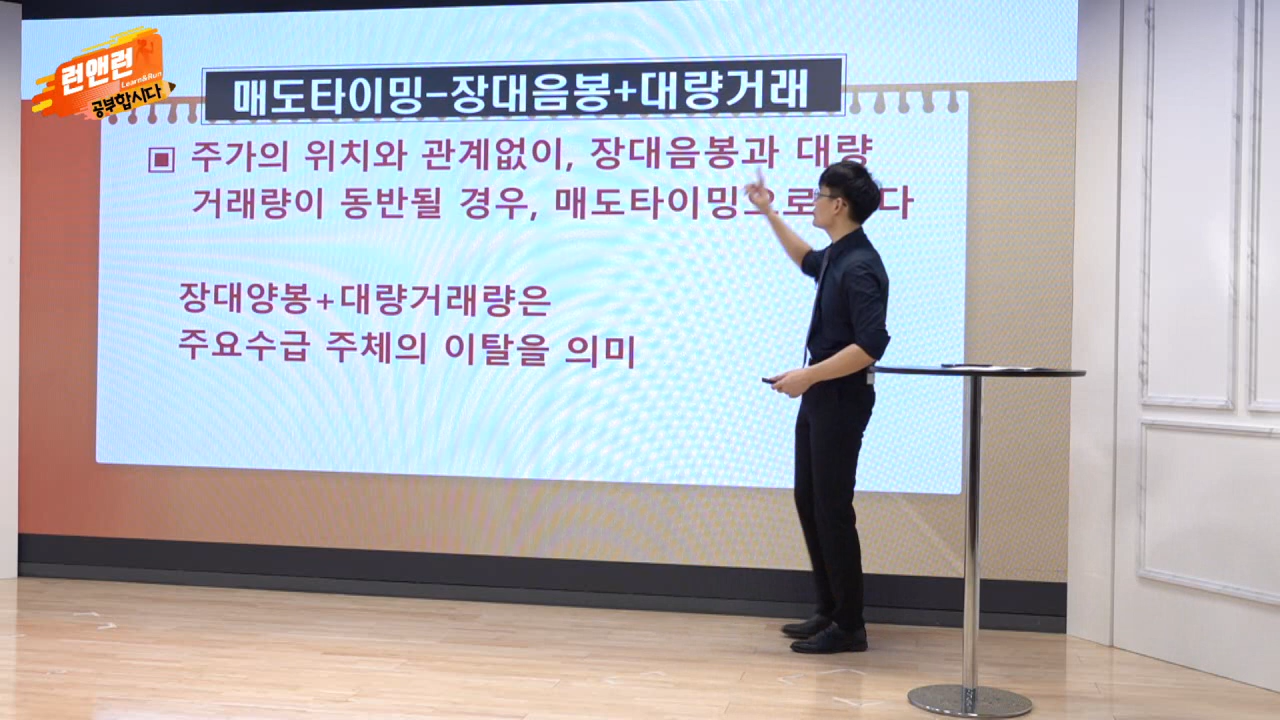 런앤런
Learn&Run
공부합시다
매도타이밍-장대음봉+대량거래
주가의 위치와 관계없이, 장대음봉과 대량
거래량이 동반될 경우, 매도타이밍으로 다
장대양봉+대량거래량은
주요수급 주체의 이탈을 의미